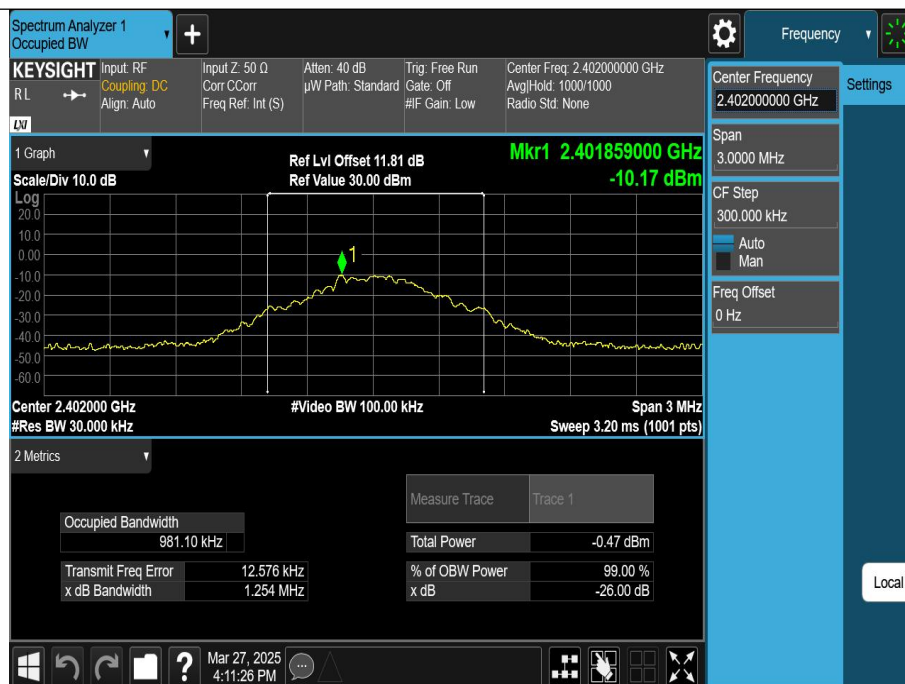 Spectrum Analyzer 1
Occupied BW
+
Frequency
KEYSIGHT
RL
LXI
Input: RF
Coupling: DC
Align: Auto
Input Z: 50 Ω
Corr CCorr
Freq Ref: Int (S)
Atten: 40 dB
µW Path: Standard
Trig: Free Run
Gate: Off
#IF Gain: Low
Center Freq: 2.402000000 GHz
Avg|Hold: 1000/1000
Radio Std: None
Center Frequency
2.402000000 GHz
Settings
Span
3.0000 MHz
CF Step
300.000 kHz
Auto
Man
Freq Offset
0 Hz
Local
1 Graph
Scale/Div 10.0 dB
Ref Lvl Offset 11.81 dB
Ref Value 30.00 dBm
Mkr1 2.401859000 GHz
-10.17 dBm
Log
20.0
10.0
0.00
-10.0
-20.0
-30.0
-40.0
-50.0
-60.0
1
Center 2.402000 GHz
#Res BW 30.000 kHz
#Video BW 100.00 kHz
Span 3 MHz
Sweep 3.20 ms (1001 pts)
2 Metrics
Measure Trace Trace 1
Occupied Bandwidth
981.10 kHz
Total Power -0.47 dBm
Transmit Freq Error 12.576 kHz
% of OBW Power 99.00 %
x dB Bandwidth 1.254 MHz
x dB -26.00 dB
?
Mar 27, 2025
4:11:26 PM